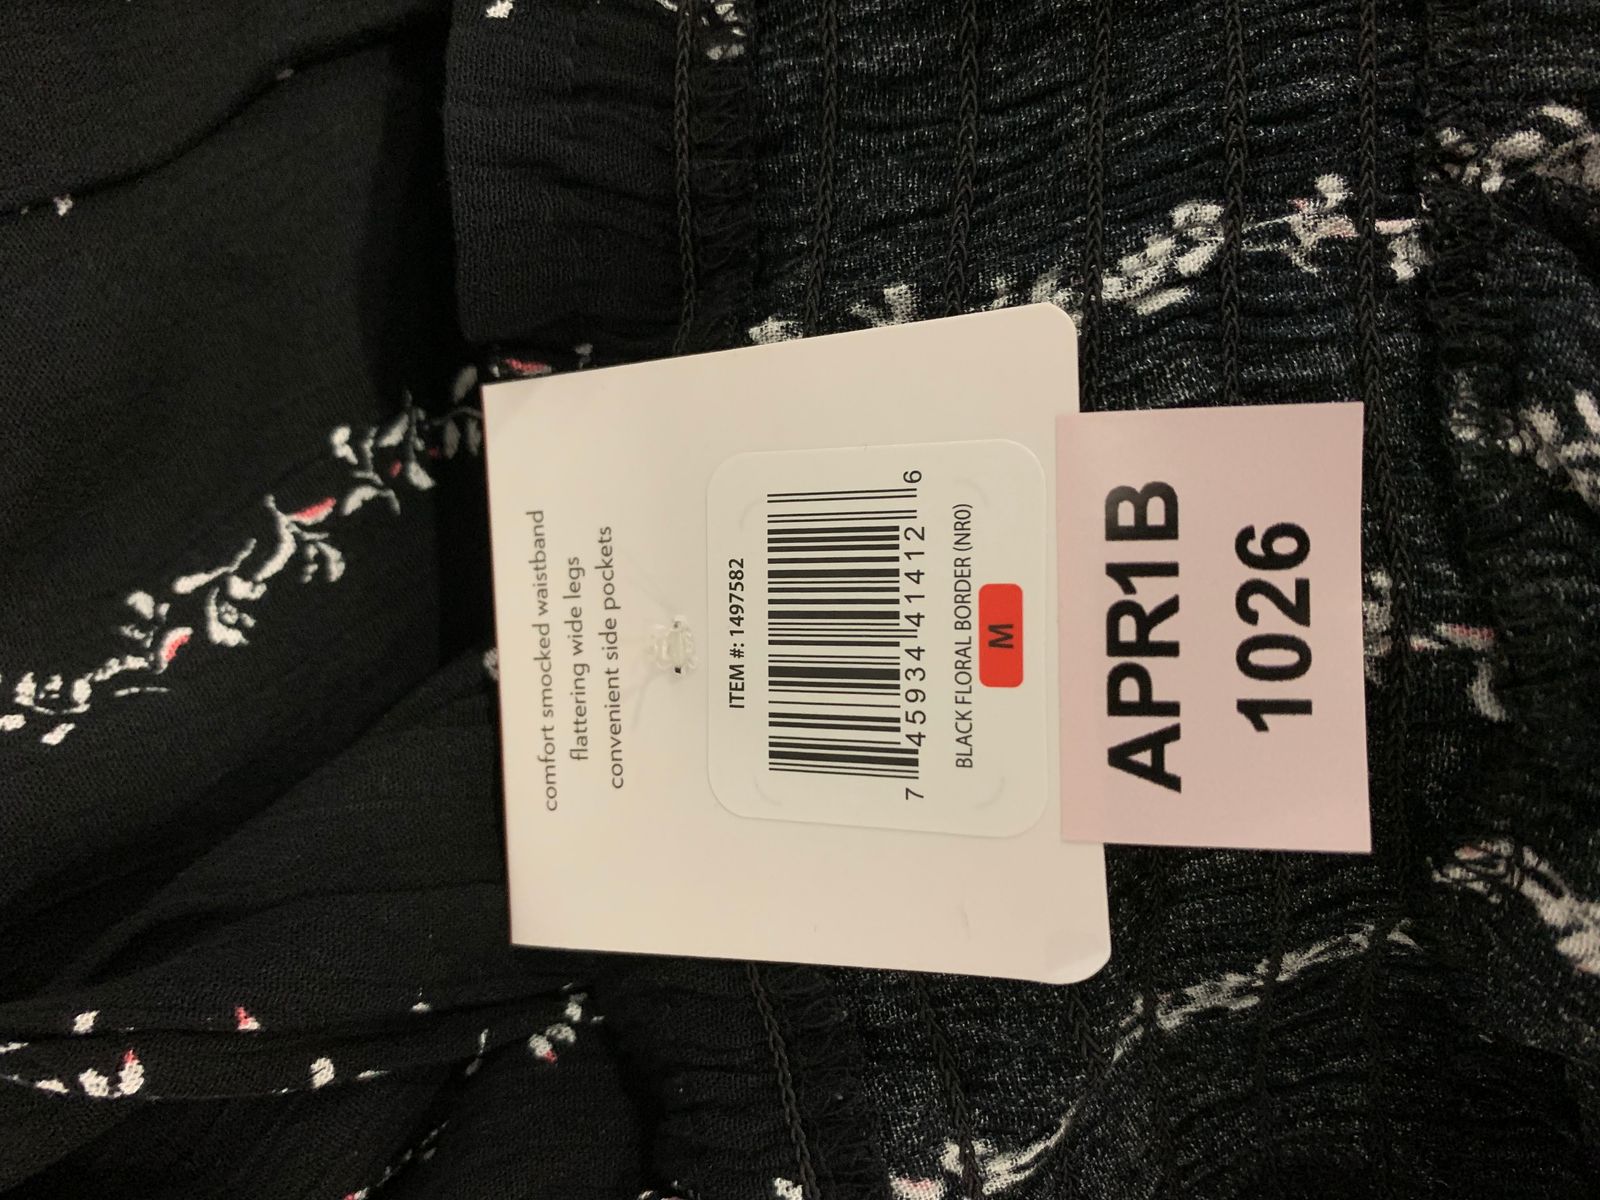 comfort smocked waistband
flattering wide legs
convenient side pockets
ITEM #: 1497582
7 45934 41412 6
BLACK FLORAL BORDER (NR0)
M
APR1B
1026